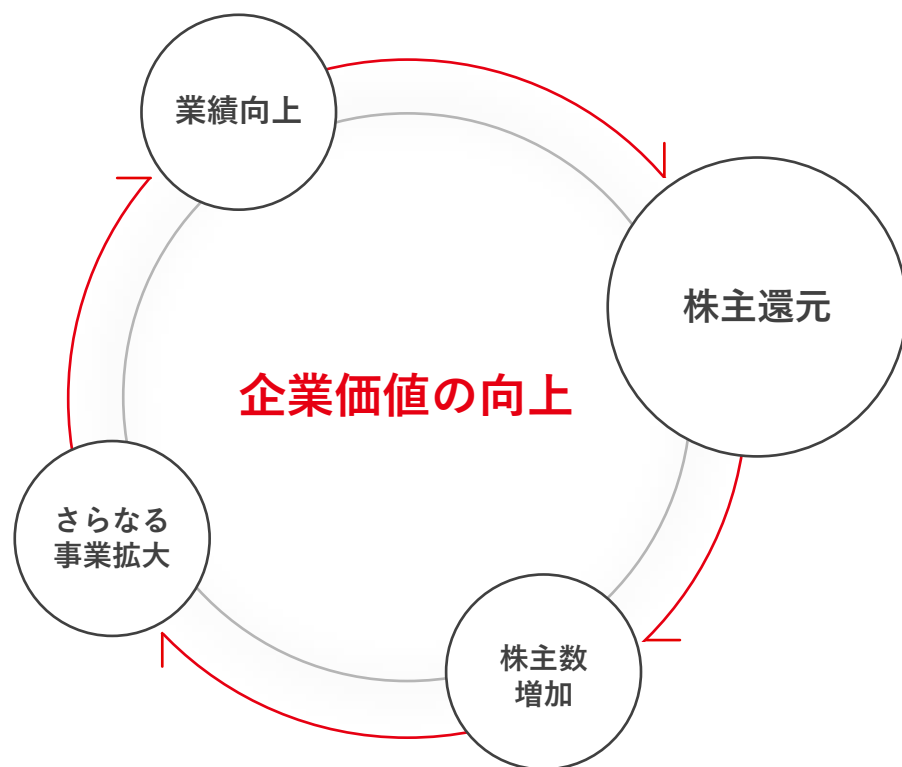 業績向上
株主還元
企業価値の向上
さらなる
事業拡大
株主数
増加